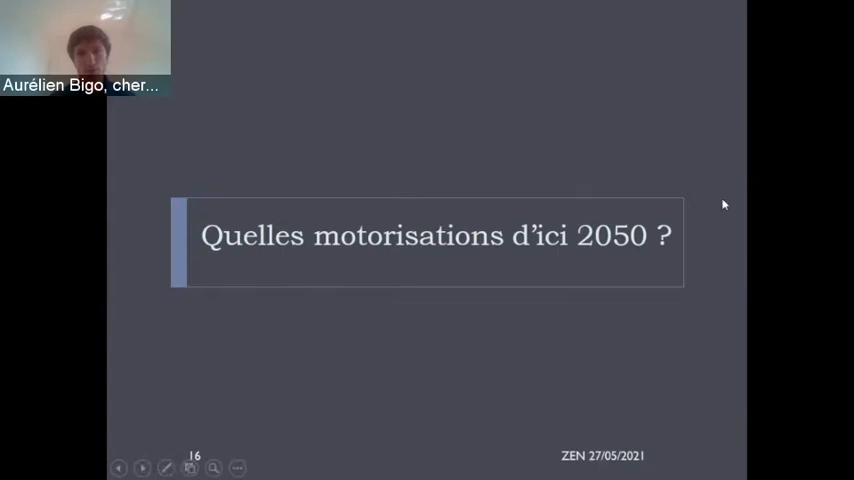 Aurélien Bigo, cher...
Quelles motorisations d'ici 2050 ?
16
ZEN 27/05/2021